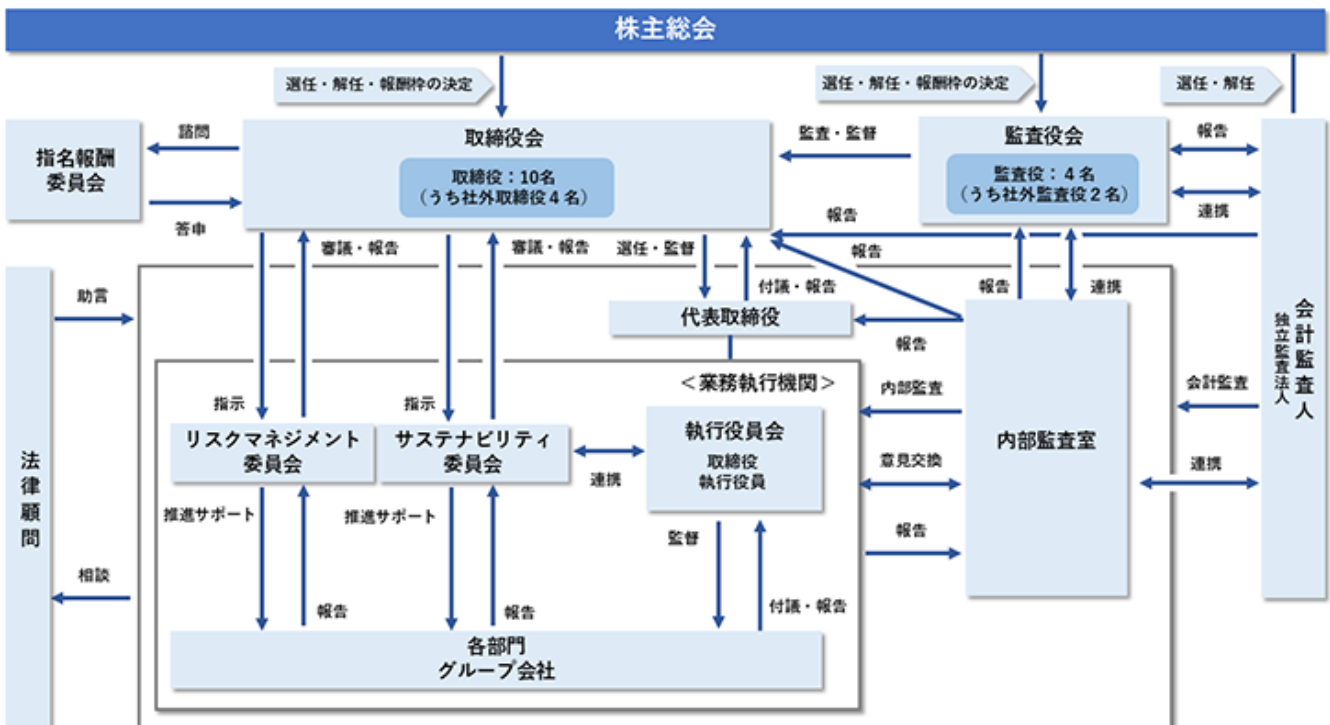 株主総会
選任・解任・報酬枠の決定
選任・解任・報酬枠の決定
選任・解任
指名報酬
委員会
諮問
答申
取締役会
取締役：10名
（うち社外取締役４名）
監査・監督
監査役会
監査役：４名
（うち社外監査役２名）
報告
連携
報告
審議・報告
審議・報告
選任・監督
付議・報告
報告
報告
連携
会計監査人
独立監査法人
法律顧問
助言
相談
代表取締役
報告
＜業務執行機関＞
指示
指示
リスクマネジメント
委員会
サステナビリティ
委員会
連携
執行役員会
取締役
執行役員
内部監査
意見交換
報告
内部監査室
会計監査
連携
推進サポート
報告
推進サポート
報告
監督
付議・報告
各部門
グループ会社